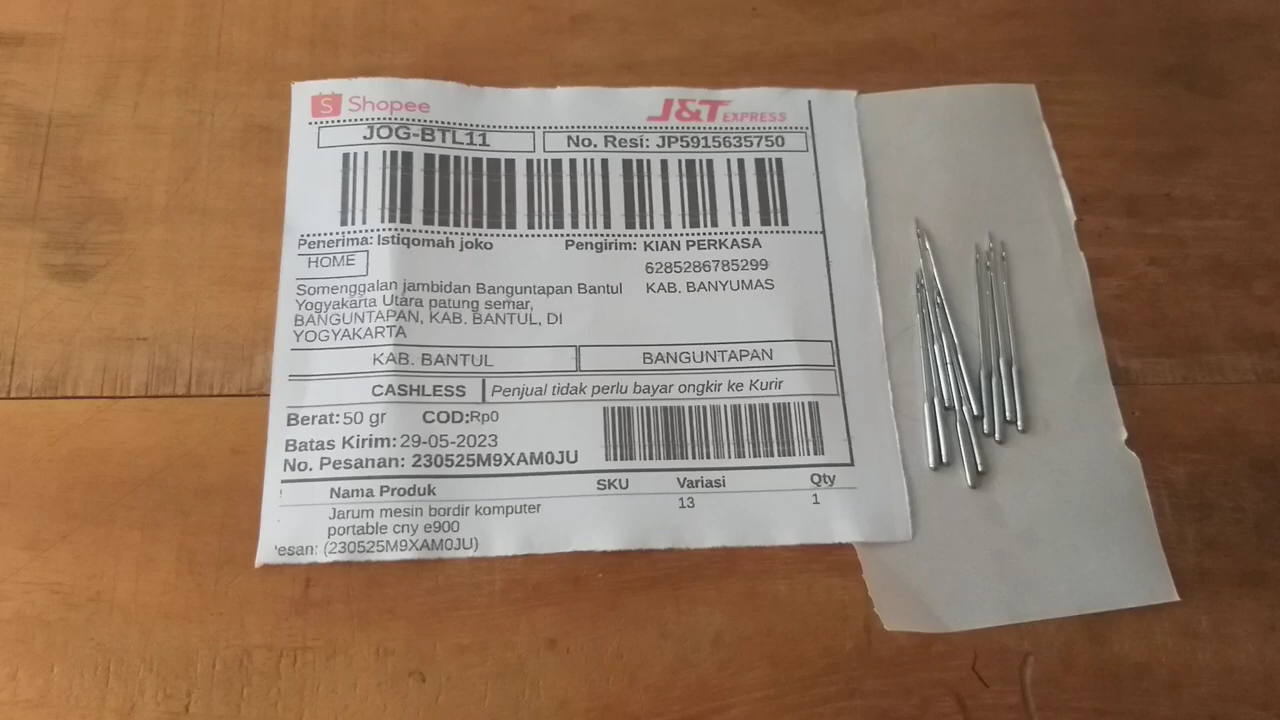 Shopee
J&T EXPRESS
JOG-BTL11
No. Resi: JP5915635750
Penerima: Istiqomah joko
Pengirim: KIAN PERKASA
HOME
6285286785299
KAB. BANYUMAS
Somenggalan jambidan Banguntapan Bantul
Yogyakarta Utara patung semar,
BANGUNTAPAN, KAB. BANTUL, DI
YOGYAKARTA
KAB. BANTUL
BANGUNTAPAN
CASHLESS
Penjual tidak perlu bayar ongkir ke Kurir
Berat: 50 gr
COD:Rp0
Batas Kirim: 29-05-2023
No. Pesanan: 230525M9XAM0JU
Nama Produk SKU Variasi Qty
Jarum mesin bordir komputer 13 1
portable cny e900
esan: (230525M9XAM0JU)